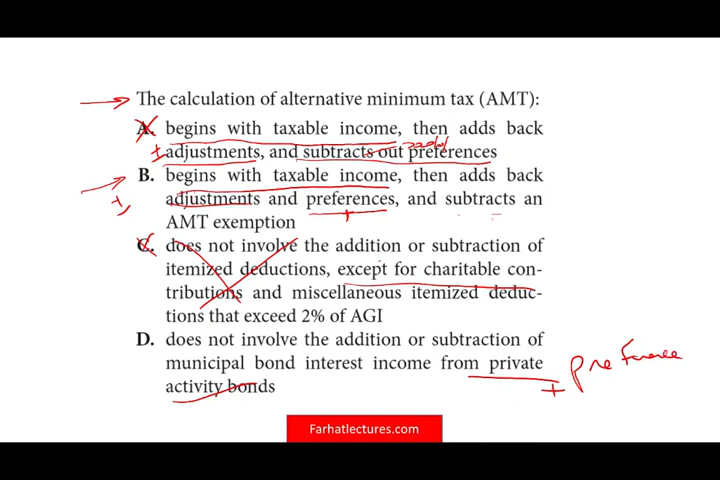 The calculation of alternative minimum tax (AMT):
A. begins with taxable income, then adds back
± adjustments, and subtracts out preferences
B. begins with taxable income, then adds back
adjustments and preferences, and subtracts an
AMT exemption
C. does not involve the addition or subtraction of
itemized deductions, except for charitable con-
tributions and miscellaneous itemized deduc-
tions that exceed 2% of AGI
D. does not involve the addition or subtraction of
municipal bond interest income from private
activity bonds
Farhatlectures.com